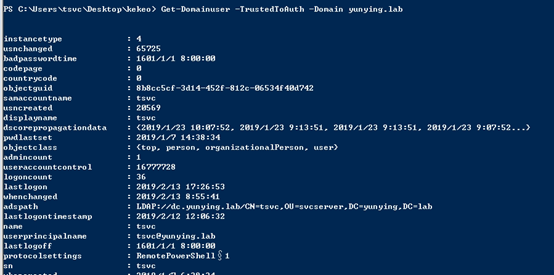 PS C:\Users\tsvc\Desktop\kekeo> Get-Domainuser -TrustedToAuth -Domain yunying.lab
instancetype : 4
usnchanged : 65725
badpasswordtime : 1601/1/1 8:00:00
codepage : 0
countrycode : 0
objectguid : 8b8cc5cf-3d14-452f-812c-06534f40d742
samaccountname : tsvc
usncreated : 20569
displayname : tsvc
dscorepropagationdata : {2019/1/23 10:07:52, 2019/1/23 9:13:51, 2019/1/23 9:13:51, 2019/1/23 9:07:52...}
pwdlastset : 2019/1/7 14:38:34
objectclass : {top, person, organizationalPerson, user}
admincount : 1
useraccountcontrol : 16777728
logoncount : 36
lastlogon : 2019/2/13 17:26:53
whenchanged : 2019/2/13 8:55:41
adspath : LDAP://dc.yunying.lab/CN=tsvc,OU=svcserver,DC=yunying,DC=lab
lastlogontimestamp : 2019/2/12 12:06:32
name : tsvc
userprincipalname : tsvc@yunying.lab
lastlogoff : 1601/1/1 8:00:00
protocolsettings : RemotePowerShell§1
sn : tsvc